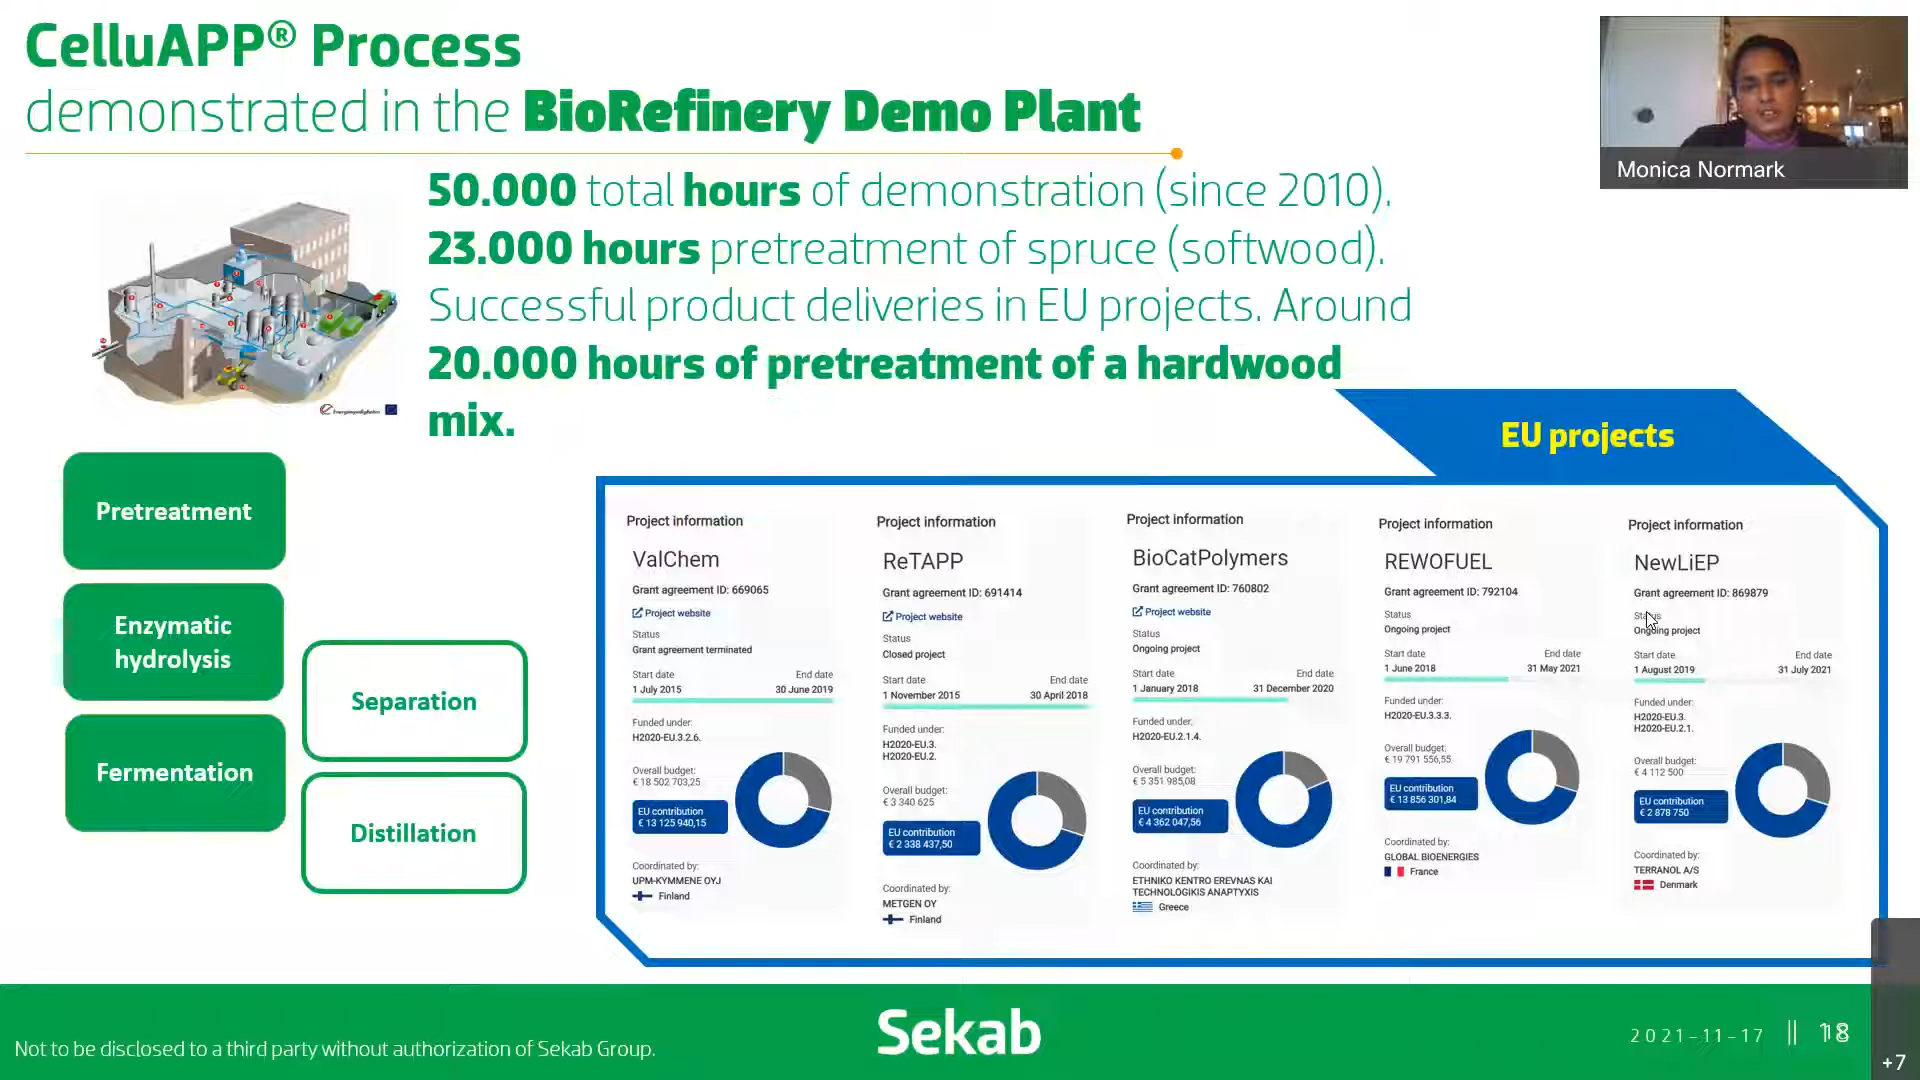 CelluAPP® Process
demonstrated in the BioRefinery Demo Plant
Monica Normark
50.000 total hours of demonstration (since 2010).
23.000 hours pretreatment of spruce (softwood).
Successful product deliveries in EU projects. Around
20.000 hours of pretreatment of a hardwood
mix.
Energimyndigheten
Pretreatment
Enzymatic
hydrolysis
Fermentation
Separation
Distillation
EU projects
Project information
ValChem
Grant agreement ID: 669065
Project website
Status
Grant agreement terminated
Start date End date
1 July 2015 30 June 2019
Funded under:
H2020-EU.3.2.6.
Overall budget:
€ 18 502 703,25
EU contribution
€ 13 125 940,15
Coordinated by:
UPM-KYMMENE OYJ
Finland
Project information
ReTAPP
Grant agreement ID: 691414
Project website
Status
Closed project
Start date End date
1 November 2015 30 April 2018
Funded under:
H2020-EU.3.
H2020-EU.2.
Overall budget:
€ 3 340 625
EU contribution
€ 2 338 437,50
Coordinated by:
METGEN OY
Finland
Project information
BioCatPolymers
Grant agreement ID: 760802
Project website
Status
Ongoing project
Start date End date
1 January 2018 31 December 2020
Funded under:
H2020-EU.2.1.4.
Overall budget:
€ 5 351 985,08
EU contribution
€ 4 362 047,56
Coordinated by:
ETHNIKO KENTRO EREVNAS KAI
TECHNOLOGIKIS ANAPTYXIS
Greece
Project information
REWOFUEL
Grant agreement ID: 792104
Status
Ongoing project
Start date End date
1 June 2018 31 May 2021
Funded under:
H2020-EU.3.3.3.
Overall budget:
€ 19 791 556,55
EU contribution
€ 13 856 301,84
Coordinated by:
GLOBAL BIOENERGIES
France
Project information
NewLiEP
Grant agreement ID: 869879
Status
Ongoing project
Start date End date
1 August 2019 31 July 2021
Funded under:
H2020-EU.3.
H2020-EU.2.1.
Overall budget:
€ 4 112 500
EU contribution
€ 2 878 750
Coordinated by:
TERRANOL A/S
Denmark
Not to be disclosed to a third party without authorization of Sekab Group.
Sekab
2021-11-17 || 18
+7